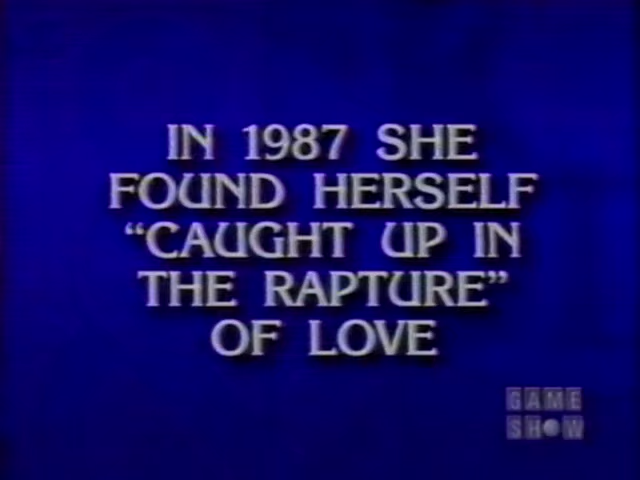 IN 1987 SHE
FOUND HERSELF
“CAUGHT UP IN
THE RAPTURE”
OF LOVE
GAME
SHOW